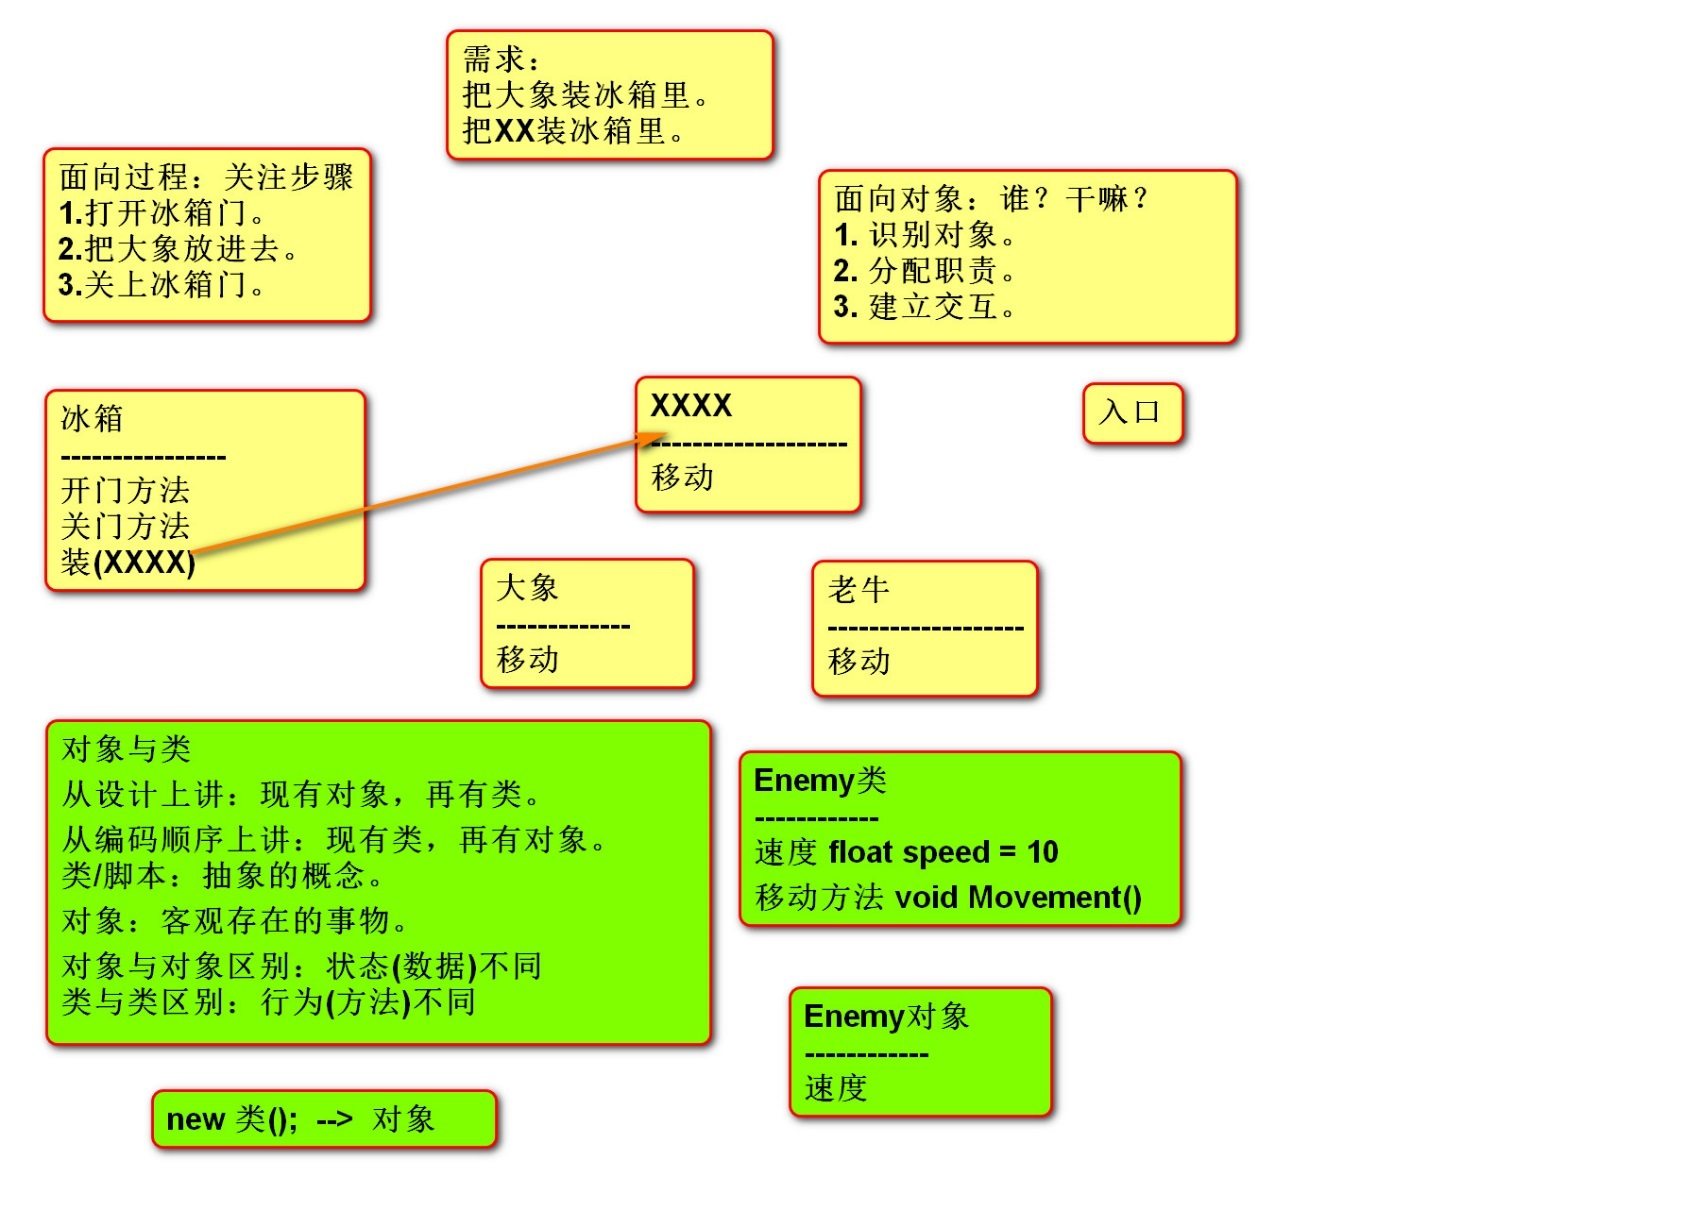 需求：
把大象装冰箱里。
把XX装冰箱里。
面向过程：关注步骤
1.打开冰箱门。
2.把大象放进去。
3.关上冰箱门。
面向对象：谁？干嘛？
1. 识别对象。
2. 分配职责。
3. 建立交互。
冰箱
----------------
开门方法
关门方法
装(XXXX)
XXXX
-------------------
移动
入口
大象
-------------
移动
老牛
-------------------
移动
对象与类
从设计上讲：现有对象，再有类。
从编码顺序上讲：现有类，再有对象。
类/脚本：抽象的概念。
对象：客观存在的事物。
对象与对象区别：状态(数据)不同
类与类区别：行为(方法)不同
Enemy类
------------
速度 float speed = 10
移动方法 void Movement()
Enemy对象
------------
速度
new 类();  --&gt;  对象